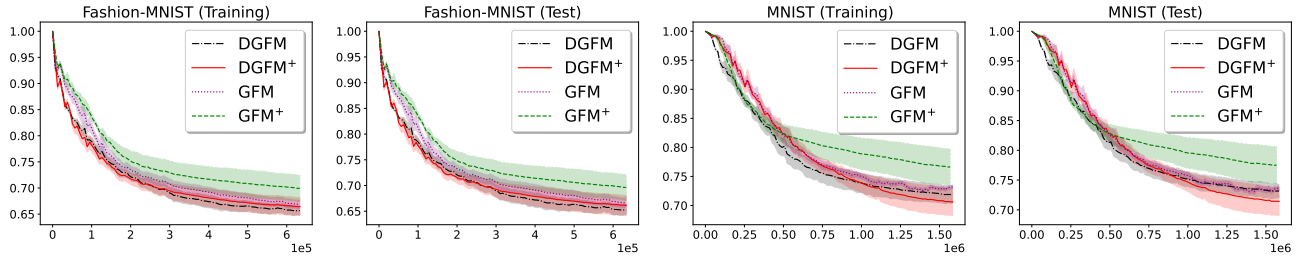 Fashion-MNIST (Training)
1.00
0.95
0.90
0.85
0.80
0.75
0.70
0.65
0 1 2 3 4 5 6
1e5
DGFM
DGFM+
GFM
GFM+
Fashion-MNIST (Test)
1.00
0.95
0.90
0.85
0.80
0.75
0.70
0.65
0 1 2 3 4 5 6
1e5
DGFM
DGFM+
GFM
GFM+
MNIST (Training)
1.00
0.95
0.90
0.85
0.80
0.75
0.70
0.00 0.25 0.50 0.75 1.00 1.25 1.50
1e6
DGFM
DGFM+
GFM
GFM+
MNIST (Test)
1.00
0.95
0.90
0.85
0.80
0.75
0.70
0.00 0.25 0.50 0.75 1.00 1.25 1.50
1e6
DGFM
DGFM+
GFM
GFM+